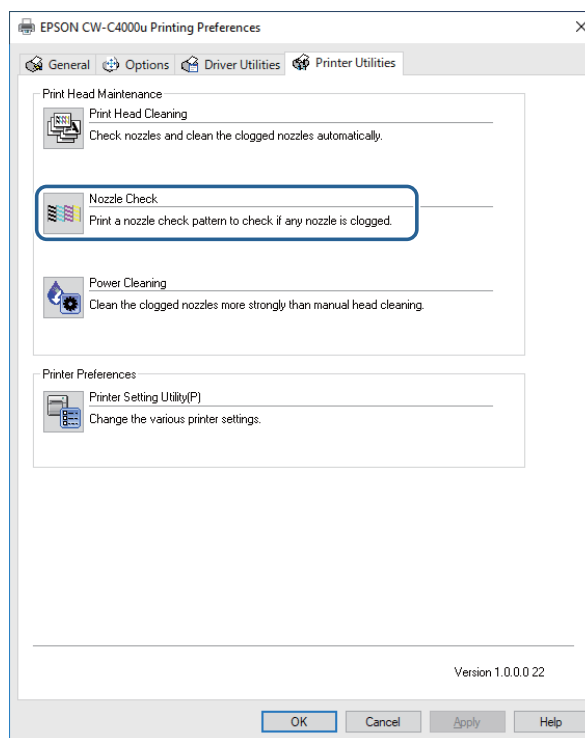 EPSON CW-C4000u Printing Preferences
General Options Driver Utilities Printer Utilities
Print Head Maintenance
Print Head Cleaning
Check nozzles and clean the clogged nozzles automatically.
Nozzle Check
Print a nozzle check pattern to check if any nozzle is clogged.
Power Cleaning
Clean the clogged nozzles more strongly than manual head cleaning.
Printer Preferences
Printer Setting Utility(P)
Change the various printer settings.
Version 1.0.0.0 22
OK Cancel Apply Help